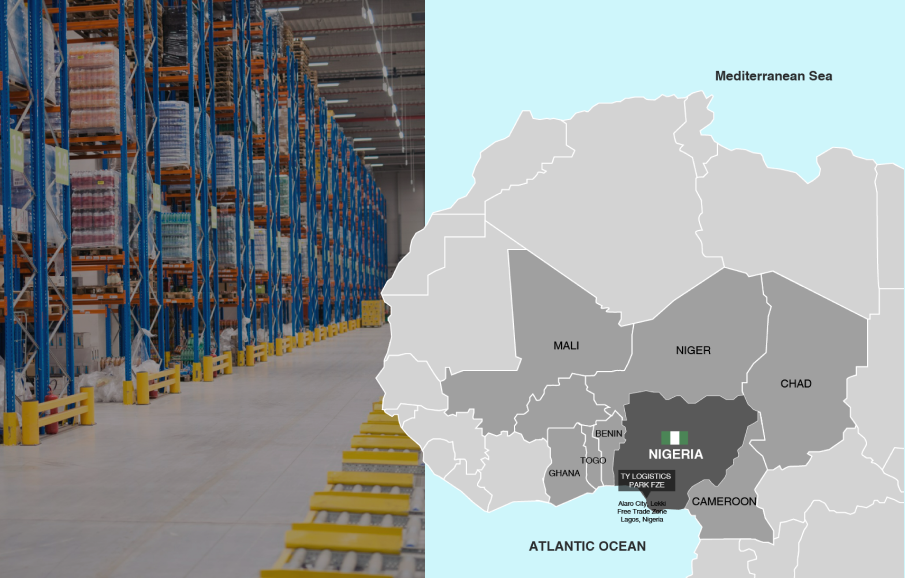 Mediterranean Sea
MALI
NIGER
CHAD
BENIN
NIGERIA
TOGO
GHANA
TY LOGISTICS
PARK FZE
CAMEROON
Alaro City, Lekki
Free Trade Zone
Lagos, Nigeria
ATLANTIC OCEAN